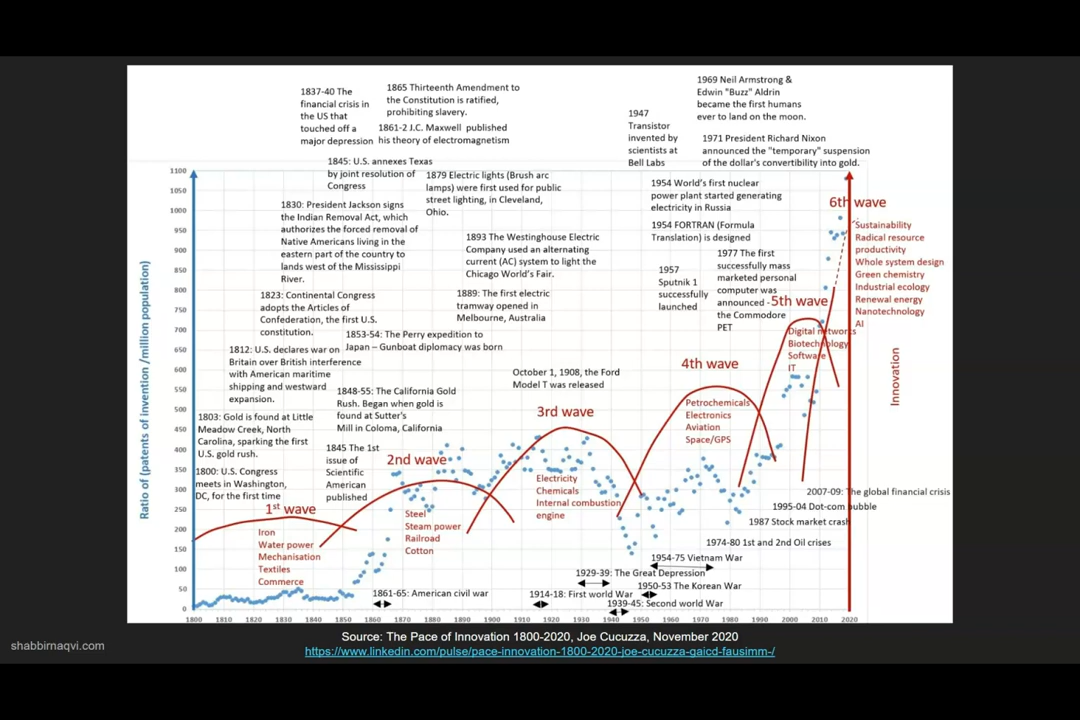 1837-40 The
financial crisis in
the US that
touched off a
major depression
1865 Thirteenth Amendment to
the Constitution is ratified,
prohibiting slavery.
1861-2 J.C. Maxwell published
his theory of electromagnetism
1947
Transistor
invented by
scientists at
Bell Labs
1969 Neil Armstrong &
Edwin "Buzz" Aldrin
became the first humans
ever to land on the moon.
1971 President Richard Nixon
announced the "temporary" suspension
of the dollar's convertibility into gold.
1845: U.S. annexes Texas
by joint resolution of
Congress
1879 Electric lights (Brush arc
lamps) were first used for public
street lighting, in Cleveland,
Ohio.
1830: President Jackson signs
the Indian Removal Act, which
authorizes the forced removal of
Native Americans living in the
eastern part of the country to
lands west of the Mississippi
River.
1893 The Westinghouse Electric
Company used an alternating
current (AC) system to light the
Chicago World's Fair.
1889: The first electric
tramway opened in
Melbourne, Australia
1954 World's first nuclear
power plant started generating
electricity in Russia
1954 FORTRAN (Formula
Translation) is designed
1957
Sputnik 1
successfully
launched
1977 The first
successfully mass
marketed personal
computer was
announced -
the Commodore
PET
1823: Continental Congress
adopts the Articles of
Confederation, the first U.S.
constitution.
1853-54: The Perry expedition to
Japan – Gunboat diplomacy was born
1812: U.S. declares war on
Britain over British interference
with American maritime
shipping and westward
expansion.
1848-55: The California Gold
Rush. Began when gold is
found at Sutter's
Mill in Coloma, California
October 1, 1908, the Ford
Model T was released
1803: Gold is found at Little
Meadow Creek, North
Carolina, sparking the first
U.S. gold rush.
1845 The 1st
issue of
Scientific
American
published
1800: U.S. Congress
meets in Washington,
DC, for the first time
1st wave
Iron
Water power
Mechanisation
Textiles
Commerce
2nd wave
Steel
Steam power
Railroad
Cotton
3rd wave
Electricity
Chemicals
Internal combustion
engine
4th wave
Petrochemicals
Electronics
Aviation
Space/GPS
5th wave
Digital networks
Biotechnology
Software
IT
6th wave
Sustainability
Radical resource
productivity
Whole system design
Green chemistry
Industrial ecology
Renewal energy
Nanotechnology
AI
Innovation
Ratio of (patents of invention /million population)
1100
1050
1000
950
900
850
800
750
700
650
600
550
500
450
400
350
300
250
200
150
100
50
0
2007-09: The global financial crisis
1995-04 Dot-com bubble
1987 Stock market crash
1974-80 1st and 2nd Oil crises
1954-75 Vietnam War
1929-39: The Great Depression
1950-53 The Korean War
1861-65: American civil war
1914-18: First world War
1939-45: Second world War
1800 1810 1820 1830 1840 1850 1860 1870 1880 1890 1900 1910 1920 1930 1940 1950 1960 1970 1980 1990 2000 2010 2020
Source: The Pace of Innovation 1800-2020, Joe Cucuzza, November 2020
https://www.linkedin.com/pulse/pace-innovation-1800-2020-joe-cucuzza-gaicd-fausimm-/
shabbirnaqvi.com